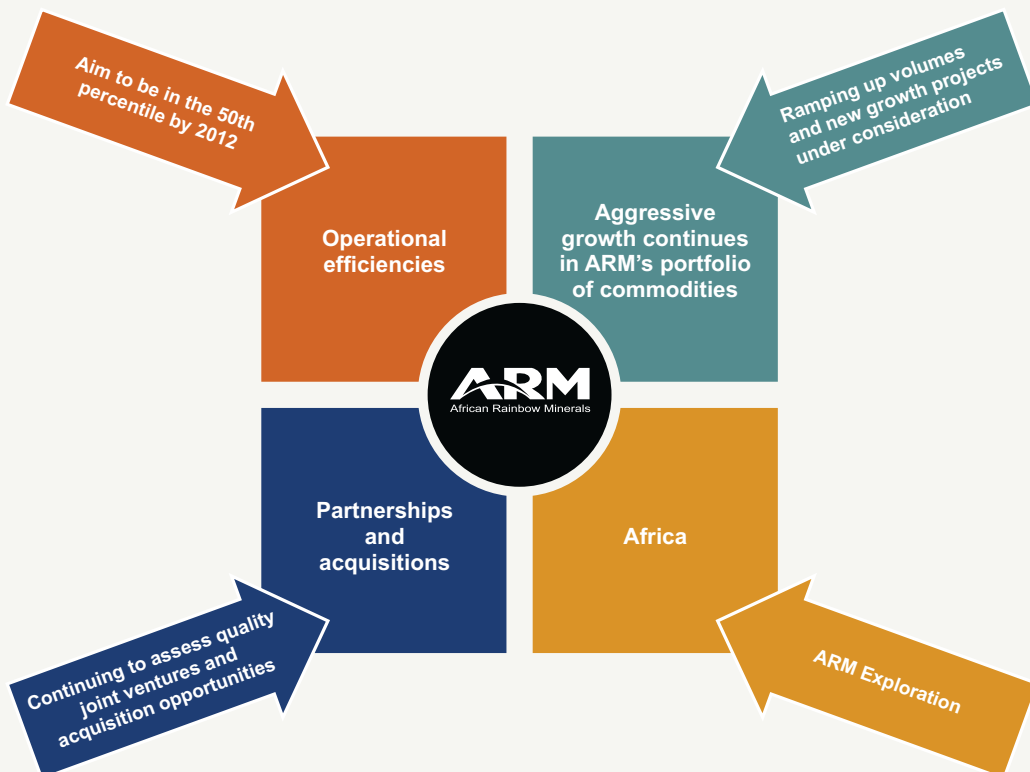 Aim to be in the 50th
percentile by 2012
Ramping up volumes
and new growth projects
under consideration
Operational
efficiencies
Aggressive
growth continues
in ARM's portfolio
of commodities
ARM
African Rainbow Minerals
Partnerships
and
acquisitions
Africa
Continuing to assess quality
joint ventures and
acquisition opportunities
ARM Exploration